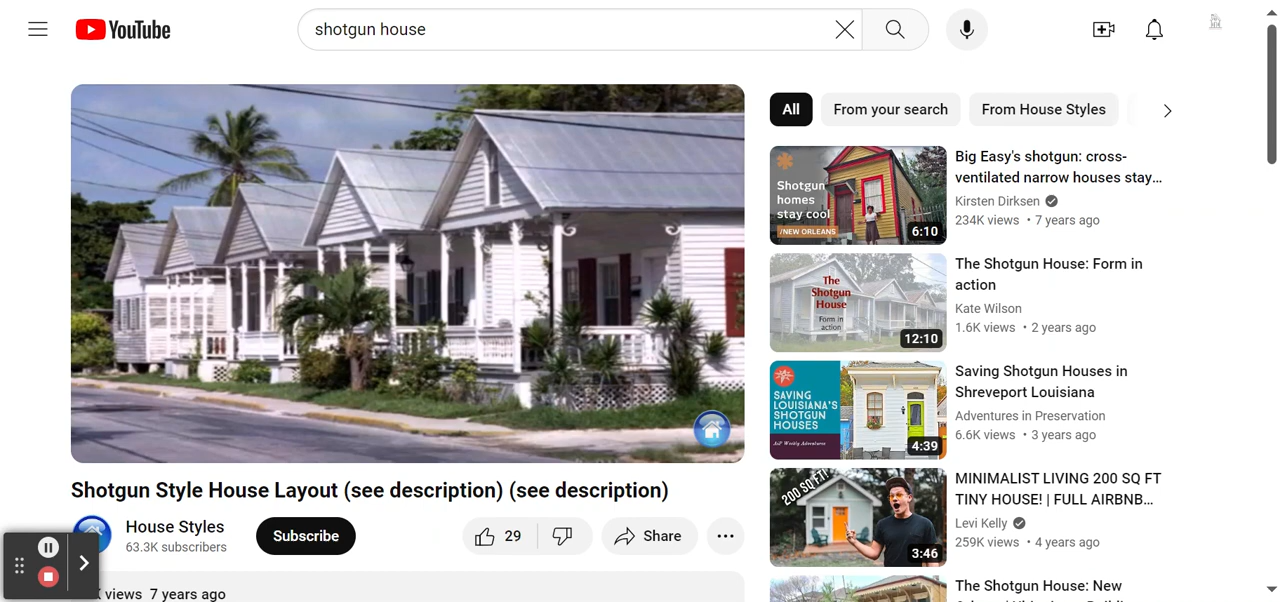 YouTube
shotgun house
All
From your search
From House Styles
Shotgun
homes
stay cool
/NEW ORLEANS
6:10
Big Easy's shotgun: cross-
ventilated narrow houses stay...
Kirsten Dirksen
234K views • 7 years ago
The
Shotgun
House
Form in
action
12:10
The Shotgun House: Form in
action
Kate Wilson
1.6K views • 2 years ago
SAVING
LOUISIANA'S
SHOTGUN
HOUSES
4:39
Saving Shotgun Houses in
Shreveport Louisiana
Adventures in Preservation
6.6K views • 3 years ago
200 SQ.FT!
3:46
MINIMALIST LIVING 200 SQ FT
TINY HOUSE! | FULL AIRBNB...
Levi Kelly
259K views • 4 years ago
The Shotgun House: New
Shotgun Style House Layout (see description) (see description)
House Styles
63.3K subscribers
Subscribe
29
Share
views 7 years ago